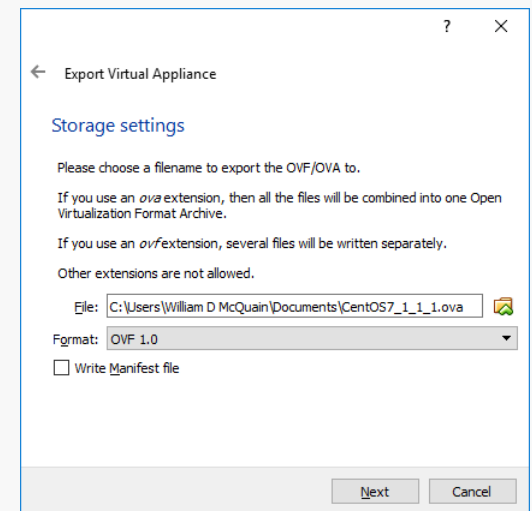 ?
Export Virtual Appliance
Storage settings
Please choose a filename to export the OVF/OVA to.
If you use an ova extension, then all the files will be combined into one Open
Virtualization Format Archive.
If you use an ovf extension, several files will be written separately.
Other extensions are not allowed.
File: C:\Users\William D McQuain\Documents\CentOS7_1_1_1.ova
Format: OVF 1.0
Write Manifest file
Next Cancel